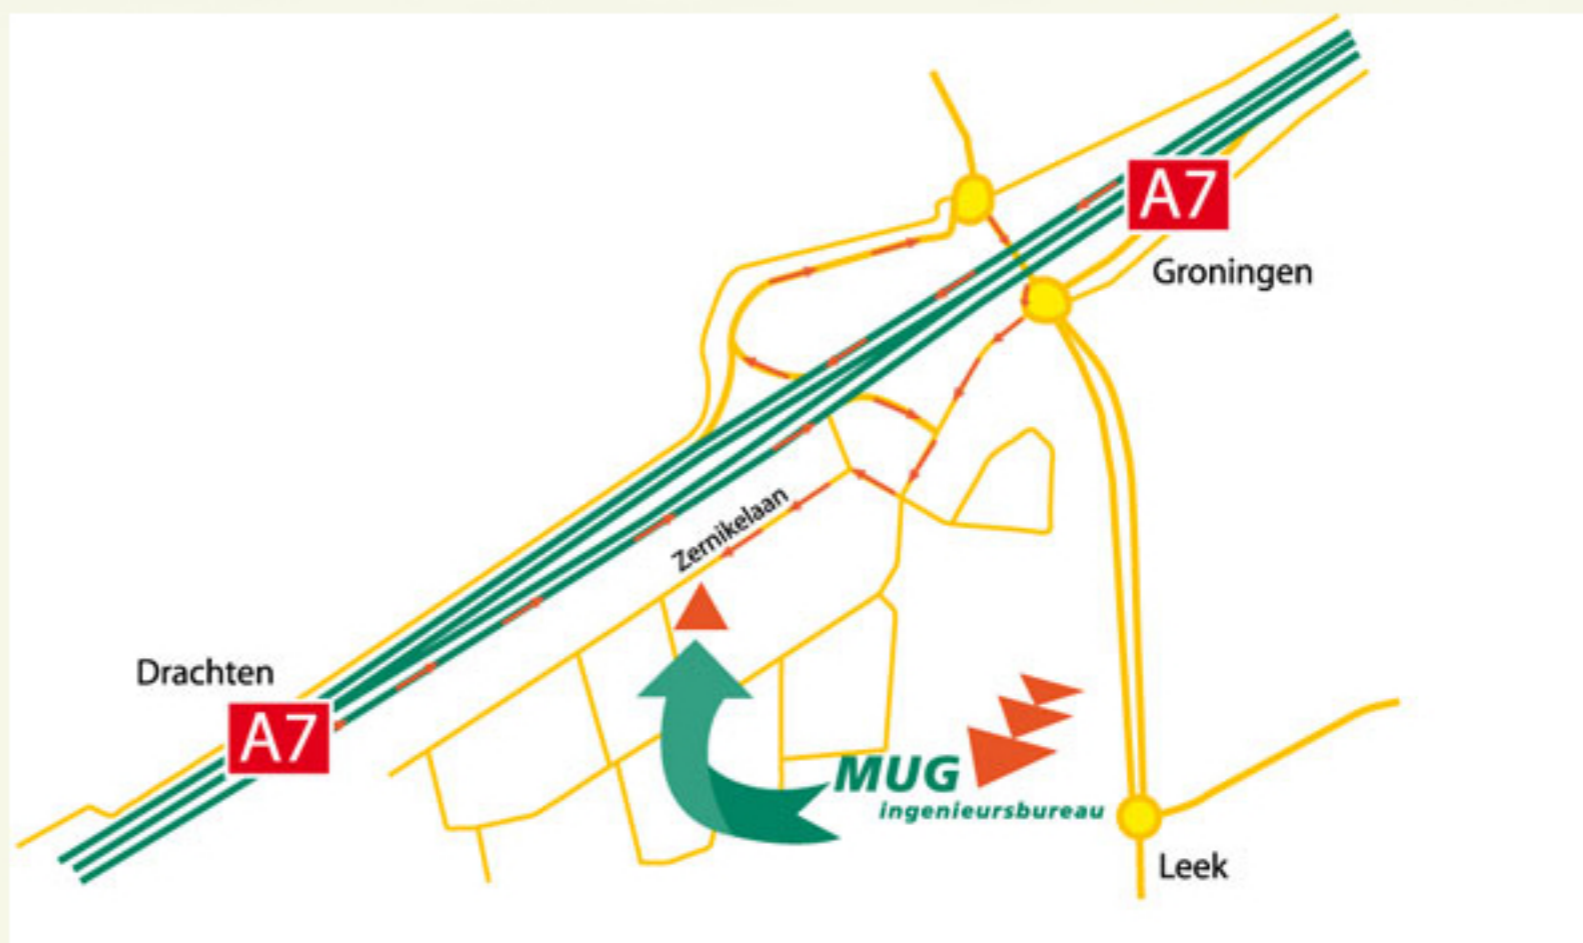 A7
Groningen
Zernikelaan
Drachten
A7
MUG
ingenieursbureau
Leek